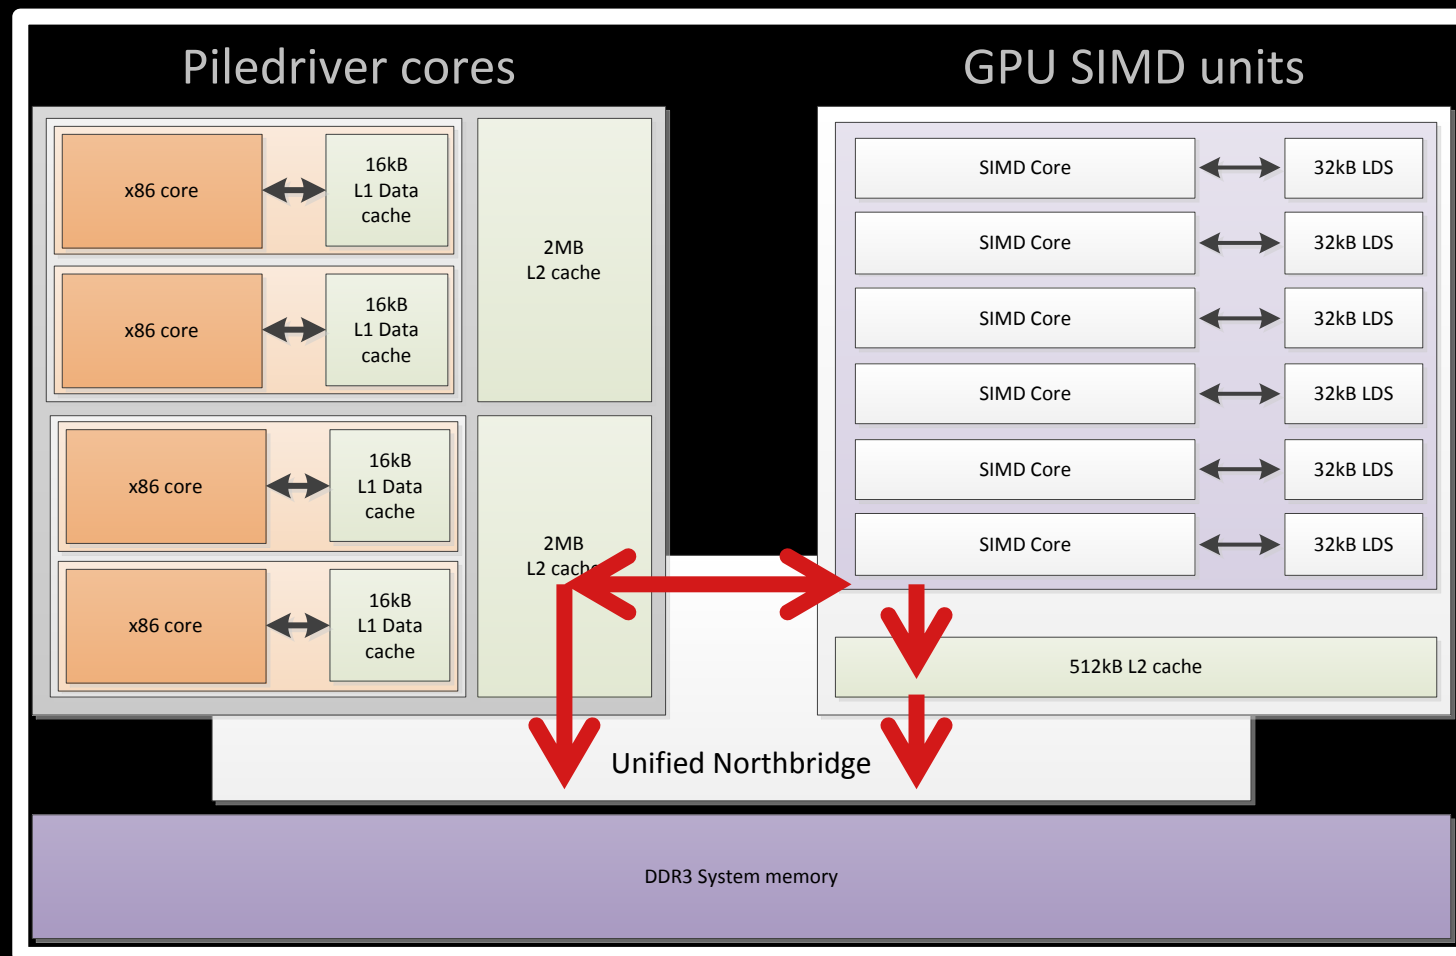 Piledriver cores
x86 core
16kB
L1 Data
cache
x86 core
16kB
L1 Data
cache
2MB
L2 cache
x86 core
16kB
L1 Data
cache
x86 core
16kB
L1 Data
cache
2MB
L2 cache
GPU SIMD units
SIMD Core
32kB LDS
SIMD Core
32kB LDS
SIMD Core
32kB LDS
SIMD Core
32kB LDS
SIMD Core
32kB LDS
SIMD Core
32kB LDS
512kB L2 cache
Unified Northbridge
DDR3 System memory